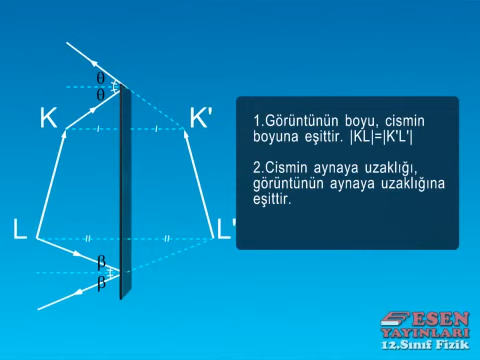 θ
θ
K
K'
1.Görüntünün boyu, cismin
boyuna eşittir. |KL|=|K'L'|
2.Cismin aynaya uzaklığı,
görüntünün aynaya uzaklığına
eşittir.
L
L'
β
β
ESEN
YAYINLARI
12.Sınıf Fizik